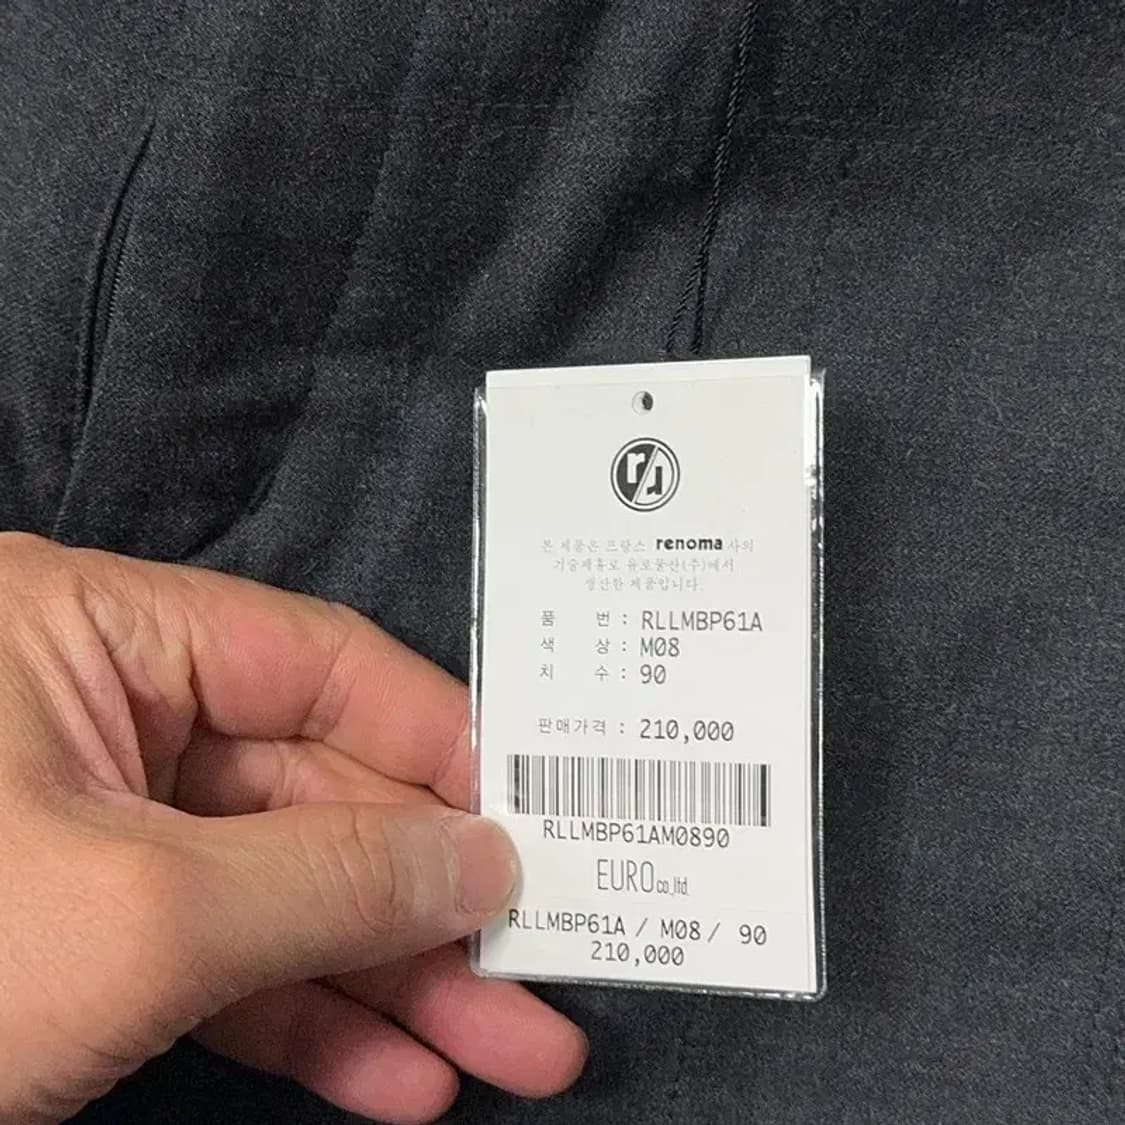 본 제품은 프랑스 renoma 사의
기술제휴로 유로물산(주)에서
생산한 제품입니다.
품 번 : RLLMBP61A
색 상 : M08
치 수 : 90
판매가격 : 210,000
RLLMBP61AM0890
EURO co.,ltd.
RLLMBP61A / M08 / 90
210,000